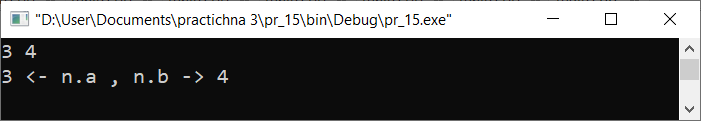 "D:\User\Documents\practichna 3\pr_15\bin\Debug\pr_15.exe"
3 4
3 <- n.a , n.b -> 4